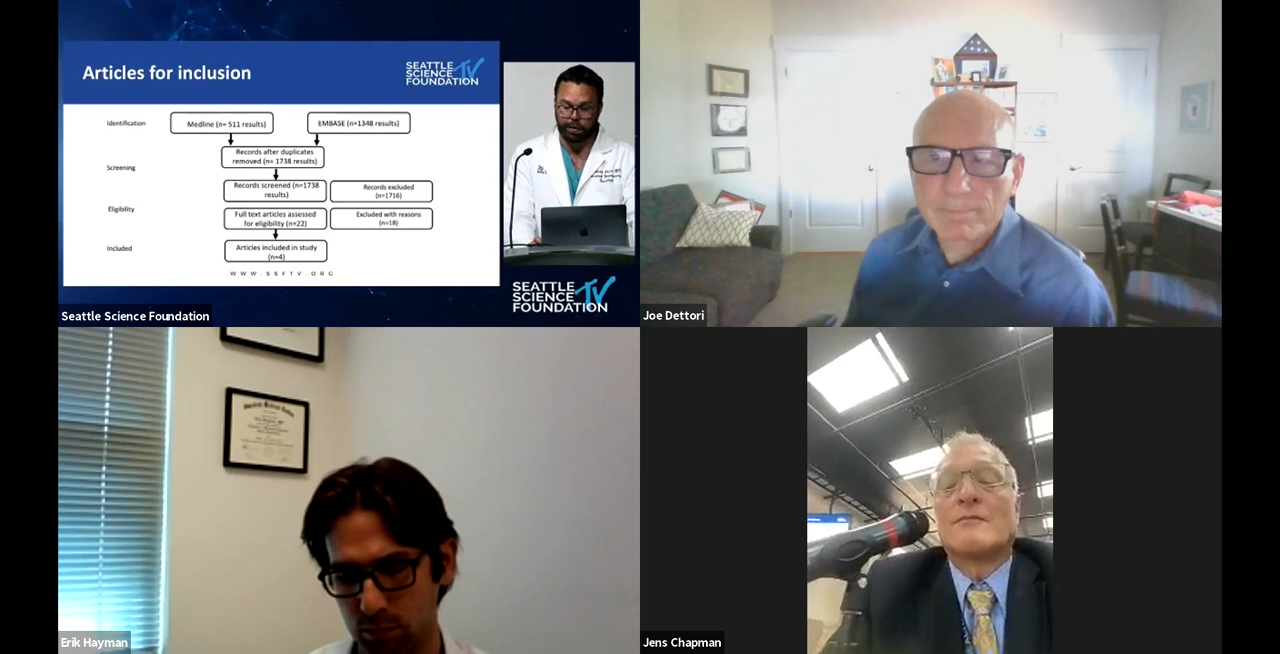 Articles for inclusion
SEATTLE
SCIENCE TV
FOUNDATION
Identification
Medline (n= 511 results)
EMBASE (n=1348 results)
Records after duplicates
removed (n= 1738 results)
Screening
Records screened (n=1738
results)
Records excluded
(n=1716)
Eligibility
Full text articles assessed
for eligibility (n=22)
Excluded with reasons
(n=18)
Included
Articles included in study
(n=4)
WWW.SSFTV.ORG
SEATTLE
SCIENCE TV
FOUNDATION
Seattle Science Foundation
Joe Dettori
Erik Hayman
Jens Chapman